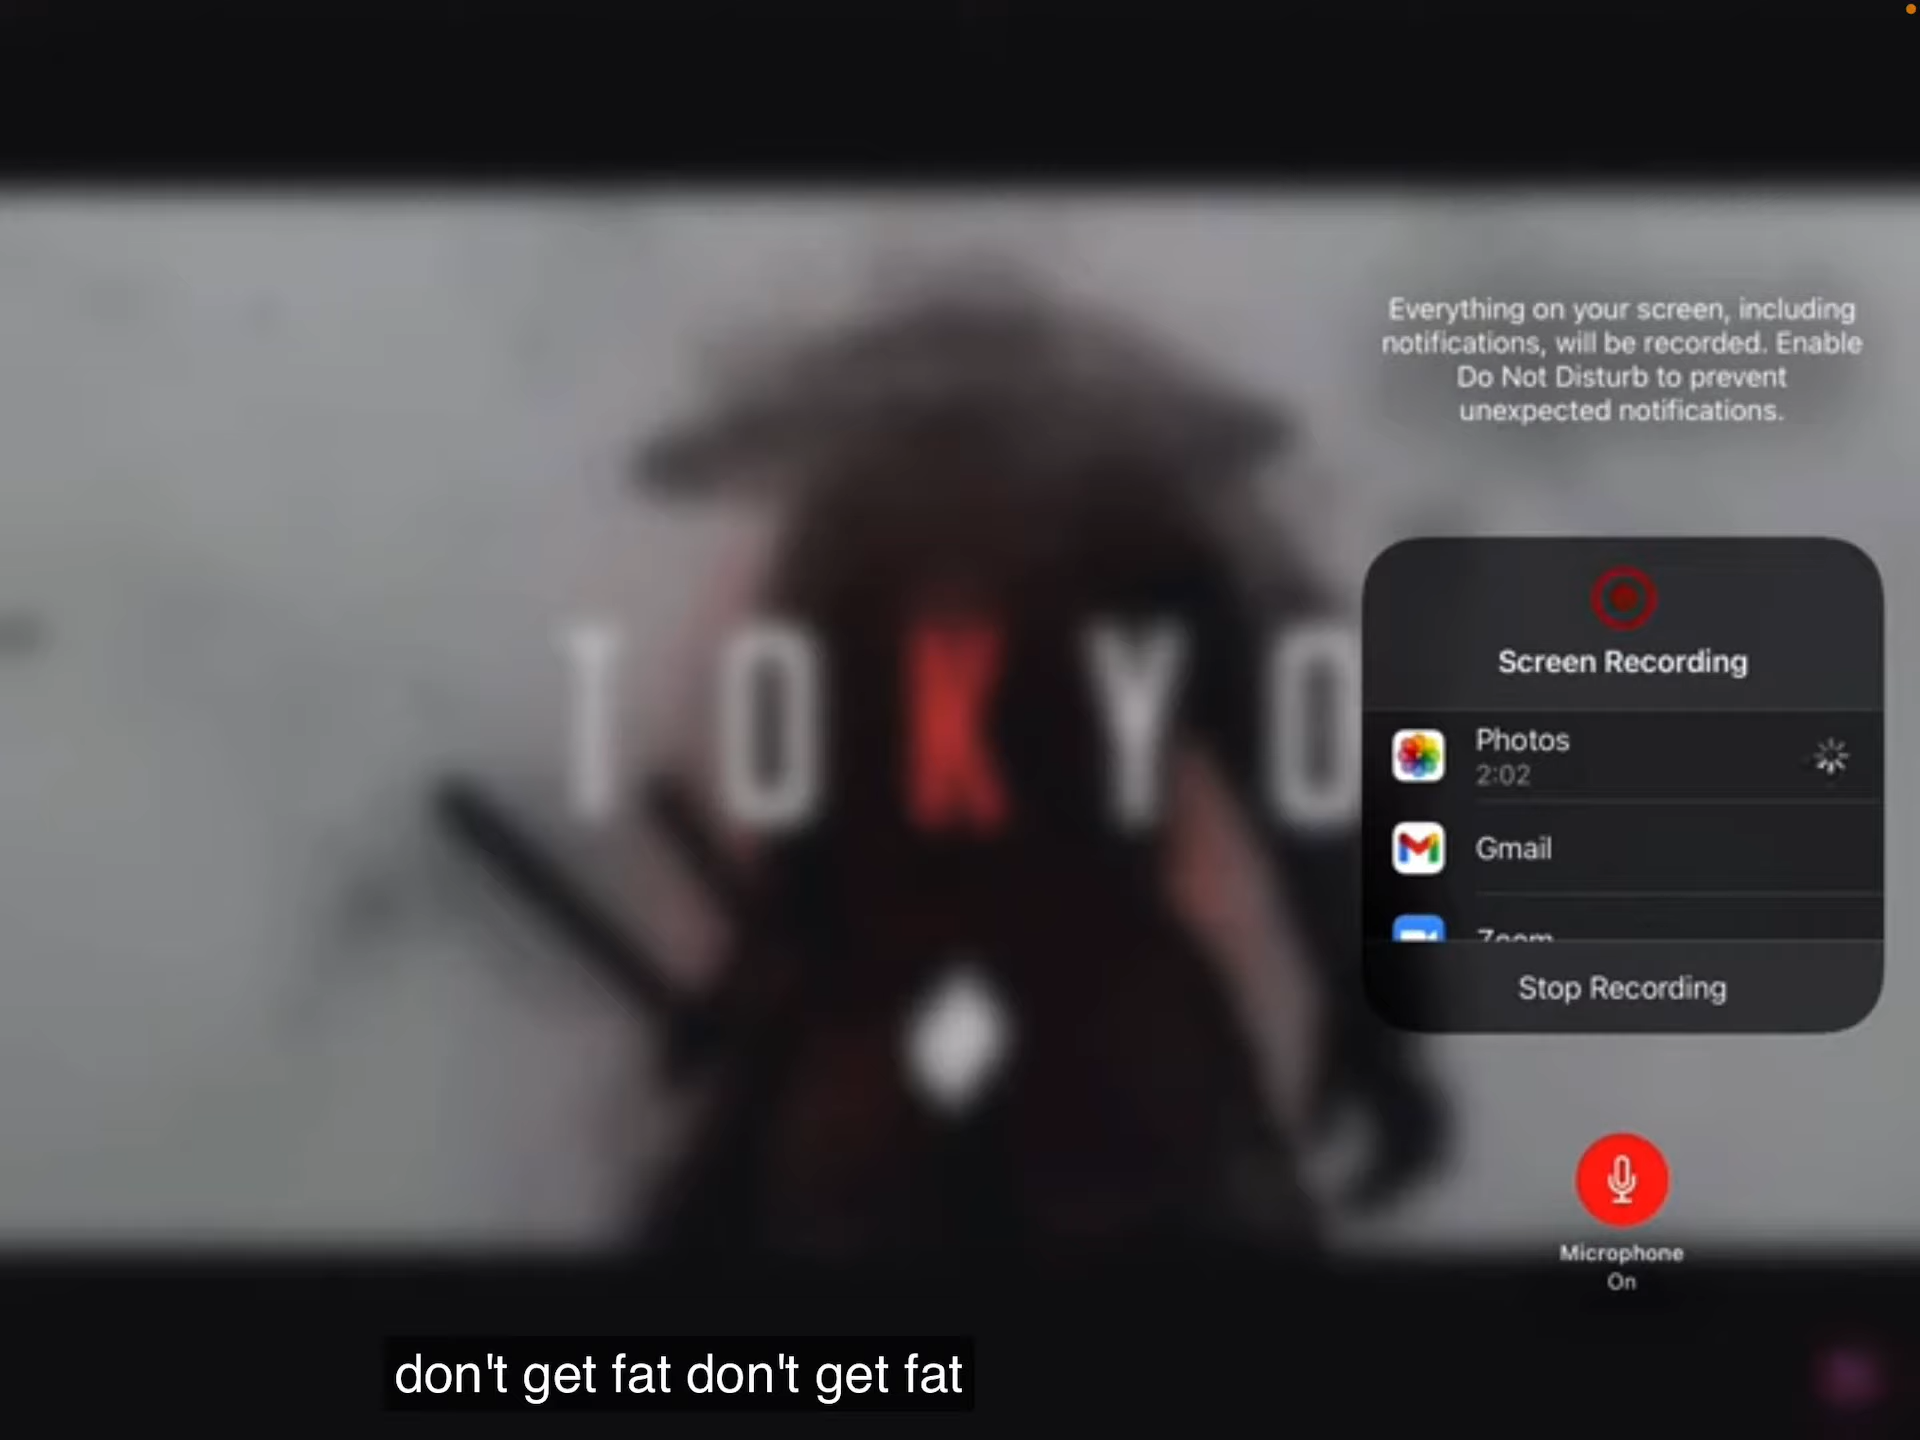 Everything on your screen, including
notifications, will be recorded. Enable
Do Not Disturb to prevent
unexpected notifications.
TOKYO
Screen Recording
Photos
2:02
Gmail
Zoom
Stop Recording
Microphone
On
don't get fat don't get fat